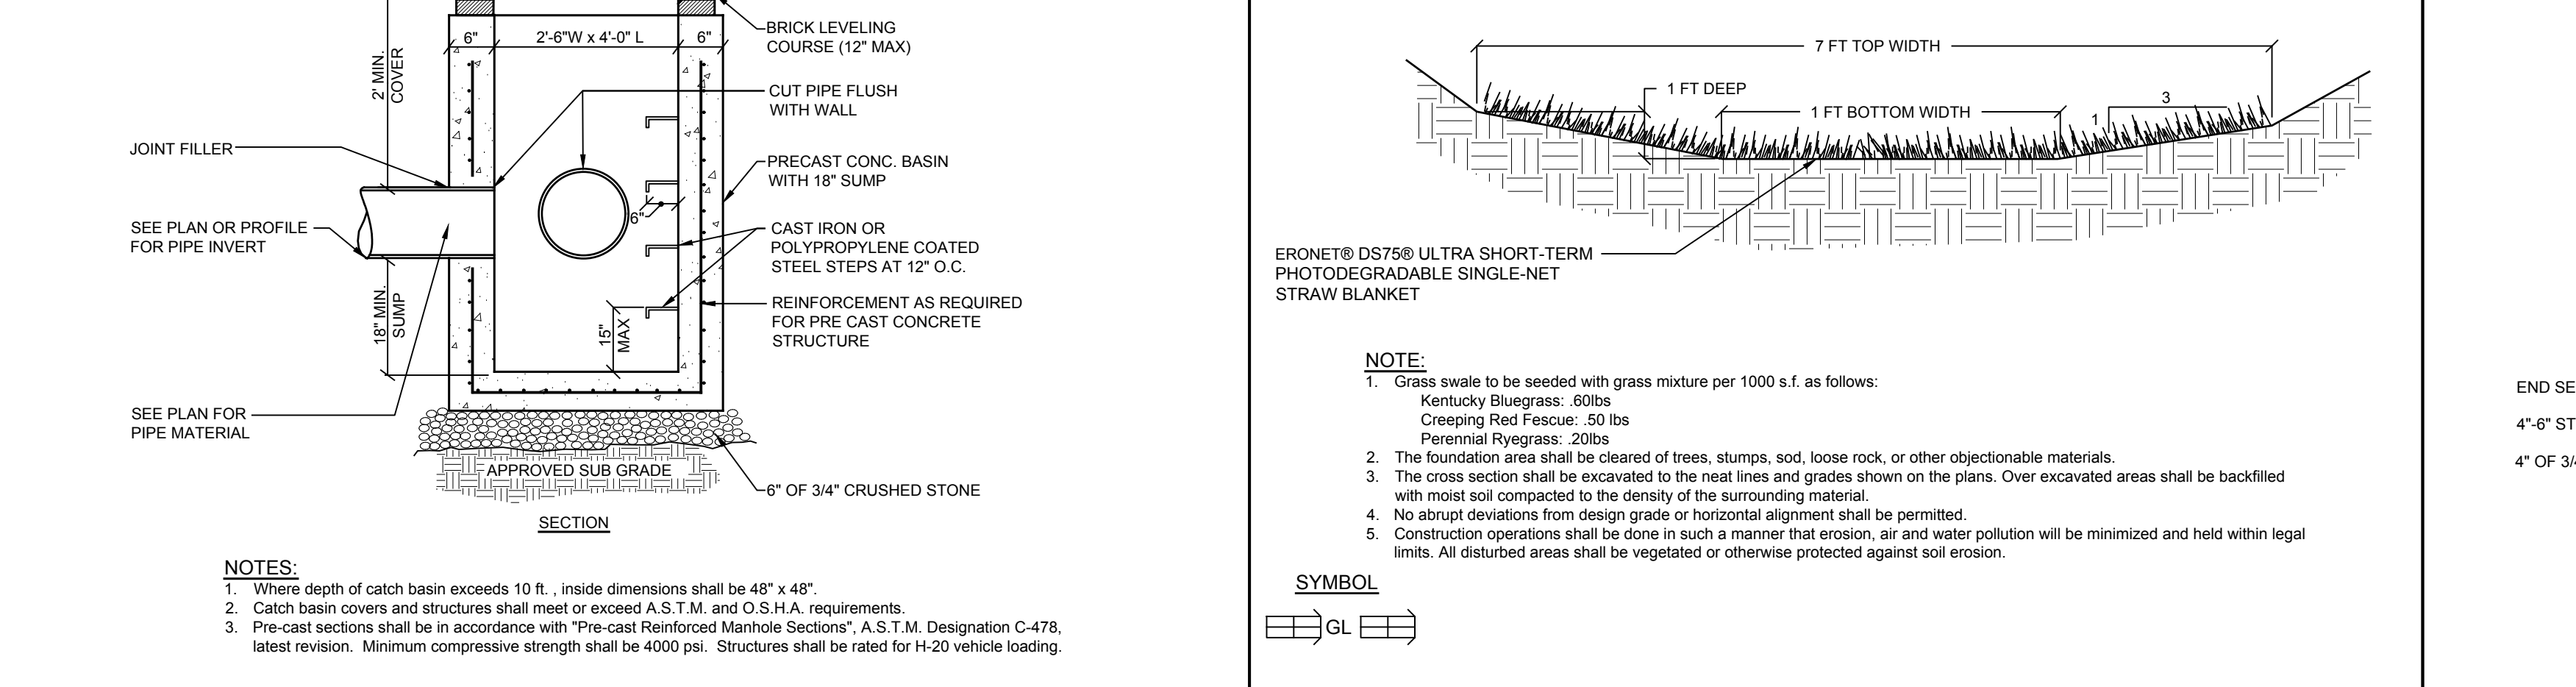 BRICK LEVELING
COURSE (12" MAX)
6"
2'-6"W x 4'-0" L
6"
2' MIN.
COVER
CUT PIPE FLUSH
WITH WALL
JOINT FILLER
PRECAST CONC. BASIN
WITH 18" SUMP
6"
SEE PLAN OR PROFILE
FOR PIPE INVERT
CAST IRON OR
POLYPROPYLENE COATED
STEEL STEPS AT 12" O.C.
18" MIN.
SUMP
15"
MAX
REINFORCEMENT AS REQUIRED
FOR PRE CAST CONCRETE
STRUCTURE
SEE PLAN FOR
PIPE MATERIAL
APPROVED SUB GRADE
6" OF 3/4" CRUSHED STONE
SECTION
NOTES:
1. Where depth of catch basin exceeds 10 ft. , inside dimensions shall be 48" x 48".
2. Catch basin covers and structures shall meet or exceed A.S.T.M. and O.S.H.A. requirements.
3. Pre-cast sections shall be in accordance with "Pre-cast Reinforced Manhole Sections", A.S.T.M. Designation C-478,
latest revision. Minimum compressive strength shall be 4000 psi. Structures shall be rated for H-20 vehicle loading.
7 FT TOP WIDTH
1 FT DEEP
1 FT BOTTOM WIDTH
3
1
ERONET® DS75® ULTRA SHORT-TERM
PHOTODEGRADABLE SINGLE-NET
STRAW BLANKET
NOTE:
1. Grass swale to be seeded with grass mixture per 1000 s.f. as follows:
Kentucky Bluegrass: .60lbs
Creeping Red Fescue: .50 lbs
Perennial Ryegrass: .20lbs
2. The foundation area shall be cleared of trees, stumps, sod, loose rock, or other objectionable materials.
3. The cross section shall be excavated to the neat lines and grades shown on the plans. Over excavated areas shall be backfilled
with moist soil compacted to the density of the surrounding material.
4. No abrupt deviations from design grade or horizontal alignment shall be permitted.
5. Construction operations shall be done in such a manner that erosion, air and water pollution will be minimized and held within legal
limits. All disturbed areas shall be vegetated or otherwise protected against soil erosion.
SYMBOL
GL
END SE
4"-6" ST
4" OF 3/